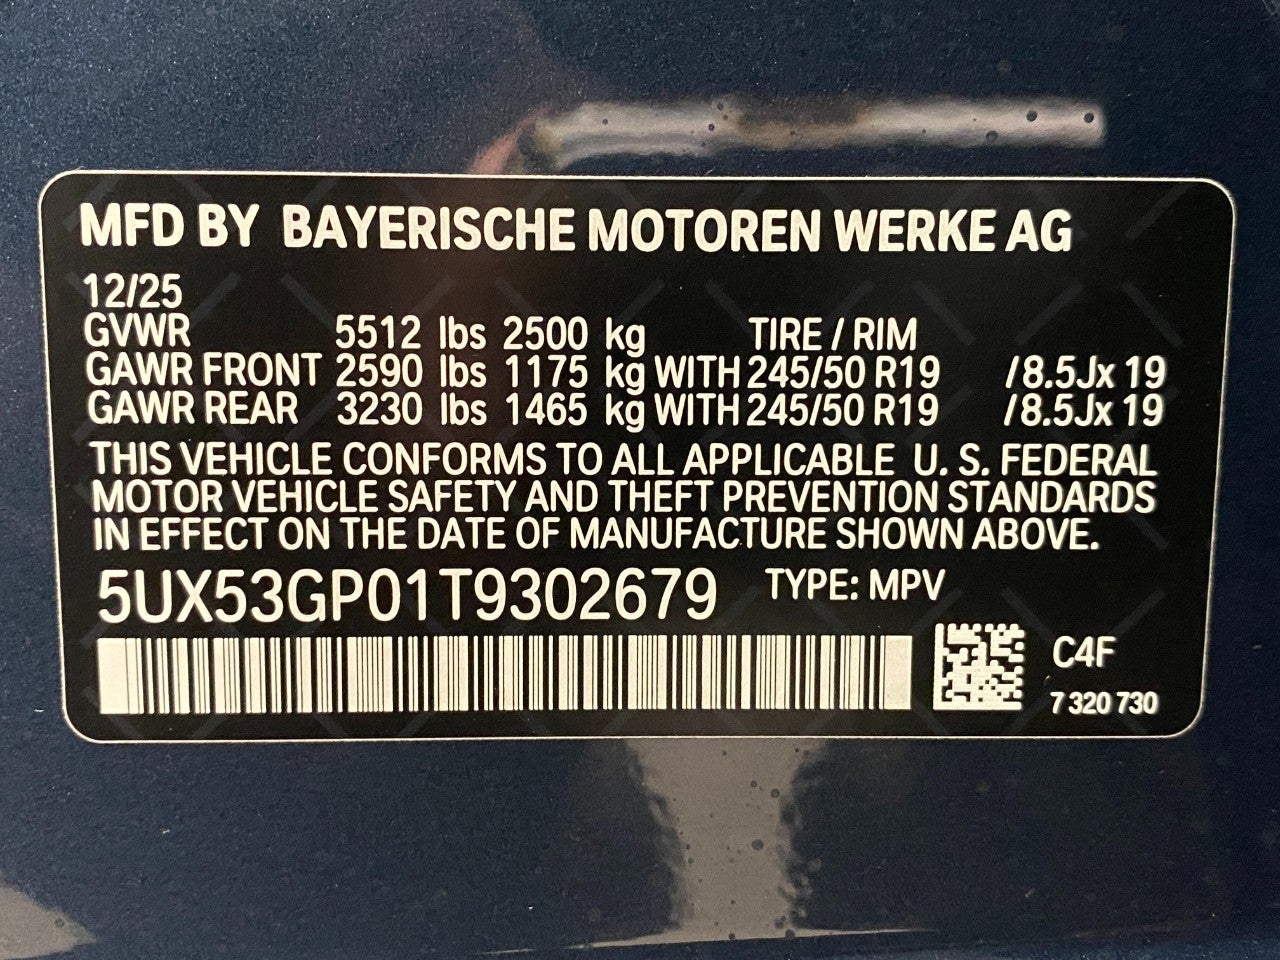 MFD BY BAYERISCHE MOTOREN WERKE AG
12/25
GVWR 5512 lbs 2500 kg TIRE / RIM
GAWR FRONT 2590 lbs 1175 kg WITH 245/50 R19 /8.5Jx 19
GAWR REAR 3230 lbs 1465 kg WITH 245/50 R19 /8.5Jx 19
THIS VEHICLE CONFORMS TO ALL APPLICABLE U. S. FEDERAL
MOTOR VEHICLE SAFETY AND THEFT PREVENTION STANDARDS
IN EFFECT ON THE DATE OF MANUFACTURE SHOWN ABOVE.
5UX53GP01T9302679 TYPE: MPV
C4F
7 320 730